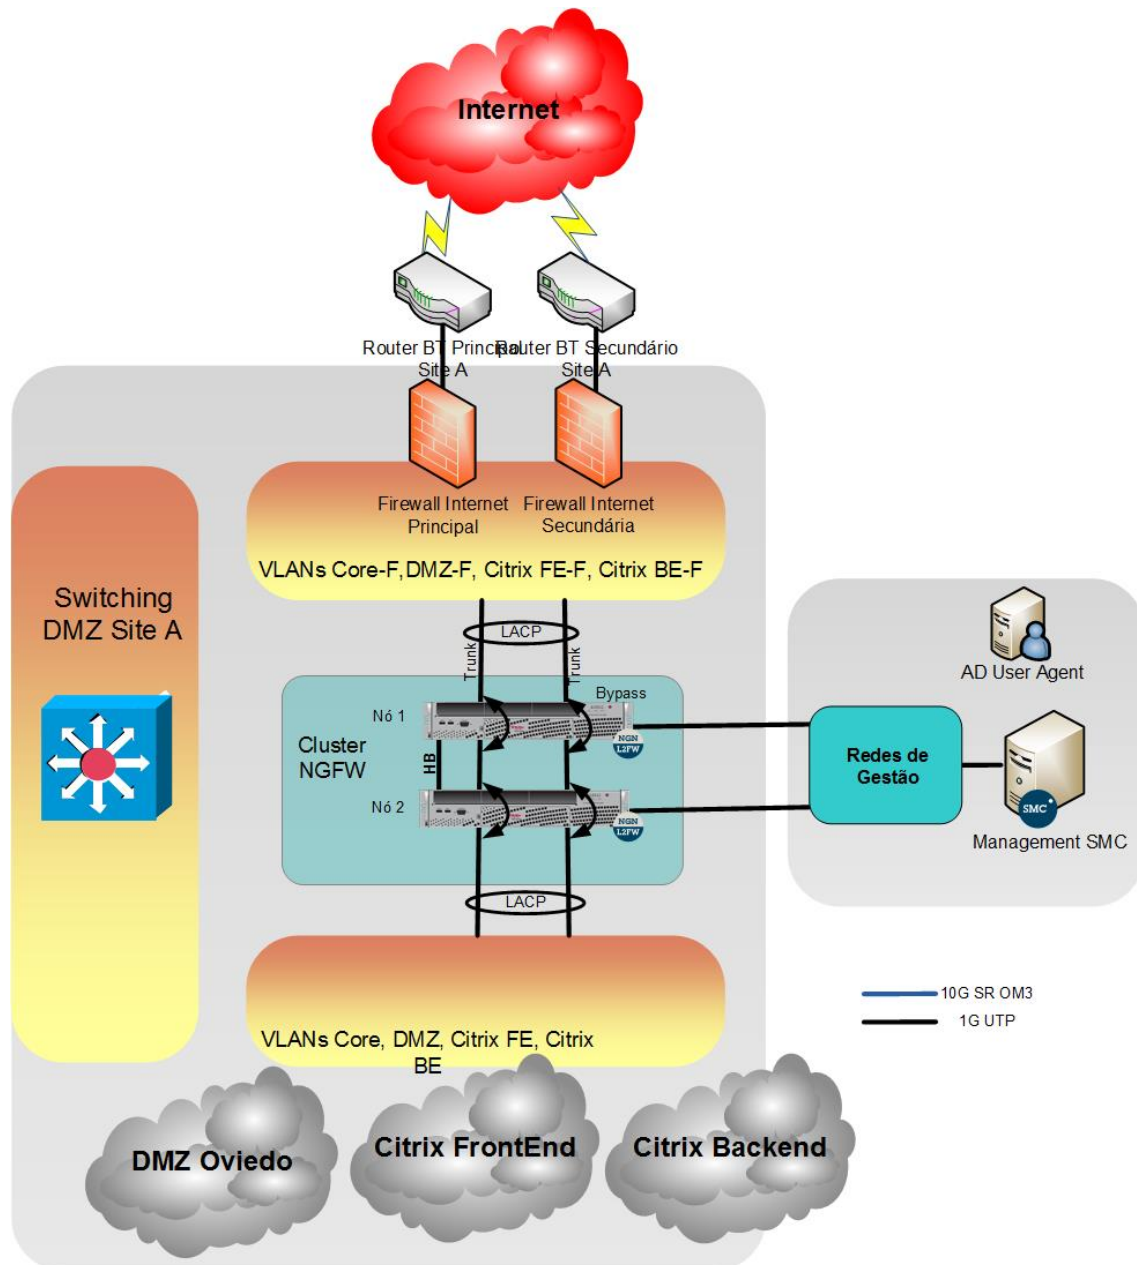 Internet
Router BT Principal
Site A
Router BT Secundário
Site A
Firewall Internet
Principal
Firewall Internet
Secundária
VLANs Core-F,DMZ-F, Citrix FE-F, Citrix BE-F
Switching
DMZ Site A
LACP
Trunk
Trunk
Bypass
Nó 1
Cluster
NGFW
HB
NGN
L2FW
Nó 2
NGN
L2FW
LACP
AD User Agent
Redes de
Gestão
SMC
Management SMC
10G SR OM3
1G UTP
VLANs Core, DMZ, Citrix FE, Citrix
BE
DMZ Oviedo
Citrix FrontEnd
Citrix Backend